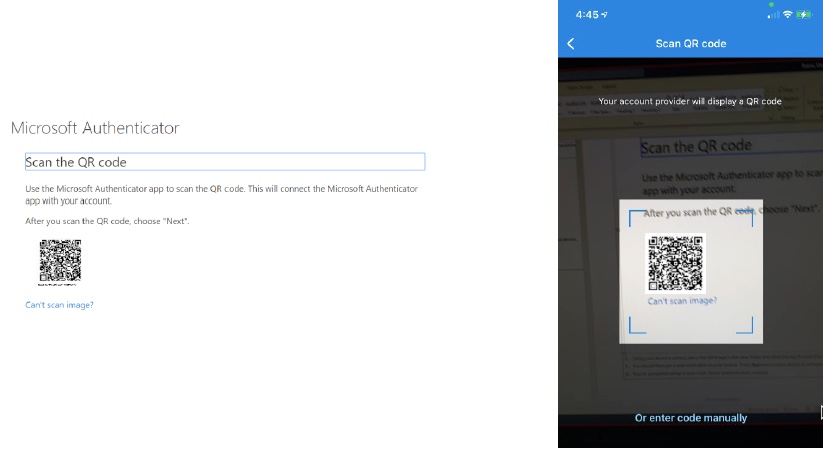 Microsoft Authenticator
Scan the QR code
Use the Microsoft Authenticator app to scan the QR code. This will connect the Microsoft Authenticator
app with your account.
After you scan the QR code, choose "Next".
Can't scan image?
4:45
Scan QR code
Your account provider will display a QR code
Scan the QR code
Use the Microsoft Authenticator app to scan
app with your account.
After you scan the QR code, choose "Next".
Can't scan image?
Or enter code manually